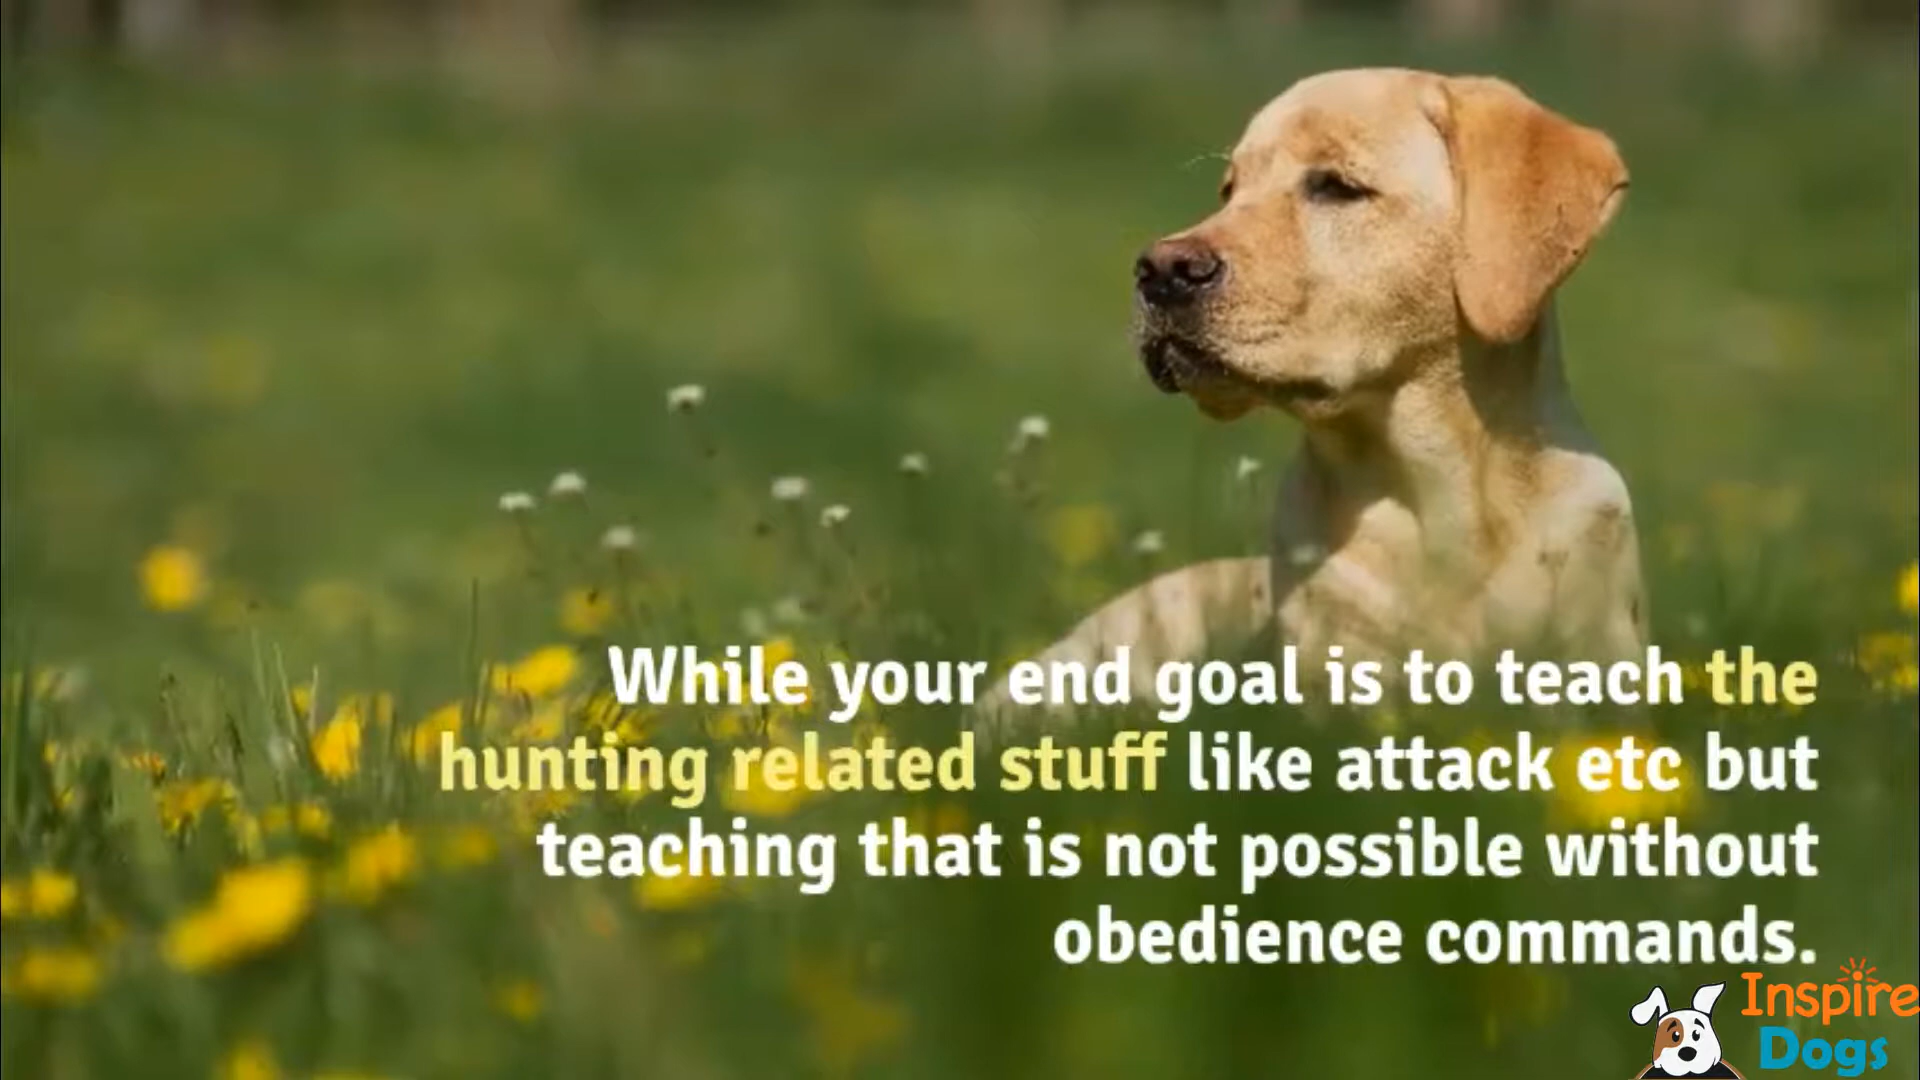 While your end goal is to teach the
hunting related stuff like attack etc but
teaching that is not possible without
obedience commands.
Inspire
Dogs